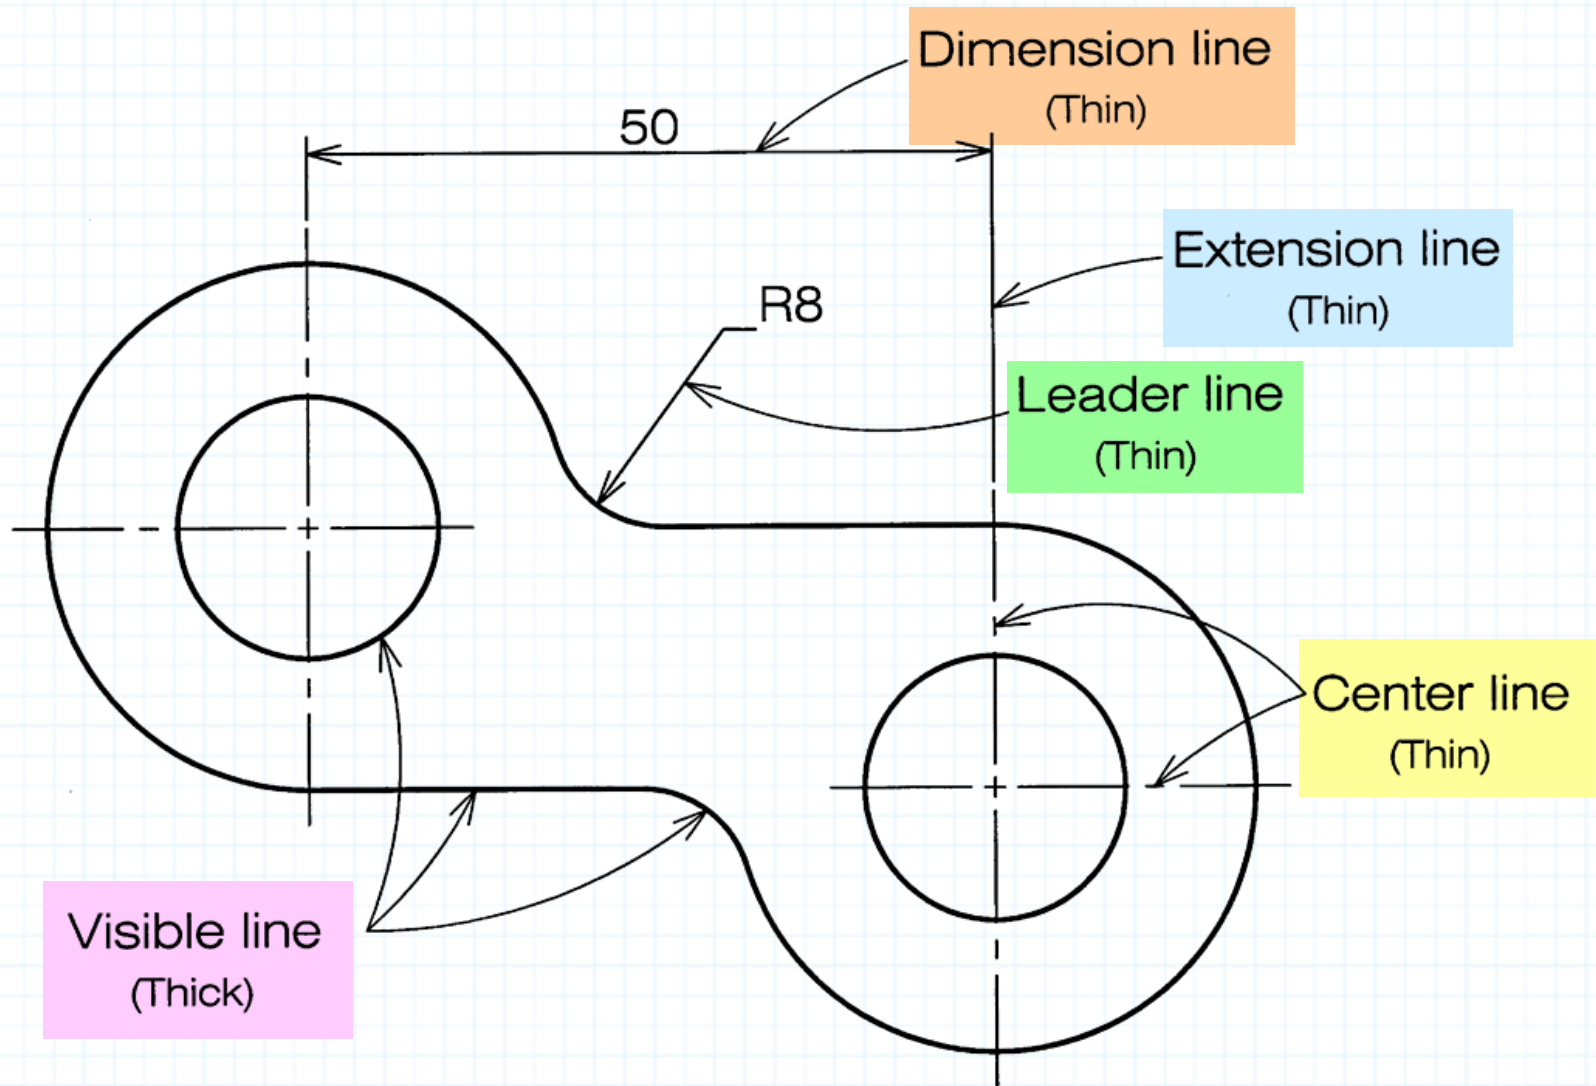 Dimension line
(Thin)
50
Extension line
(Thin)
R8
Leader line
(Thin)
Center line
(Thin)
Visible line
(Thick)